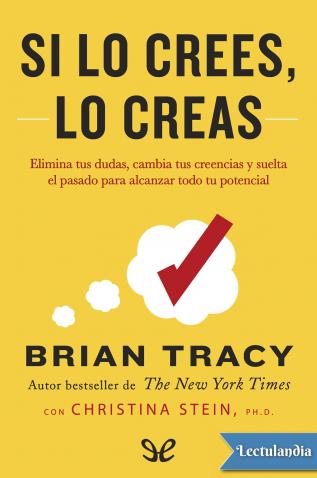 SI LO CREES,
LO CREAS
Elimina tus dudas, cambia tus creencias y suelta
el pasado para alcanzar todo tu potencial
BRIAN TRACY
Autor bestseller de The New York Times
CON CHRISTINA STEIN, PH.D.
Lectulandia